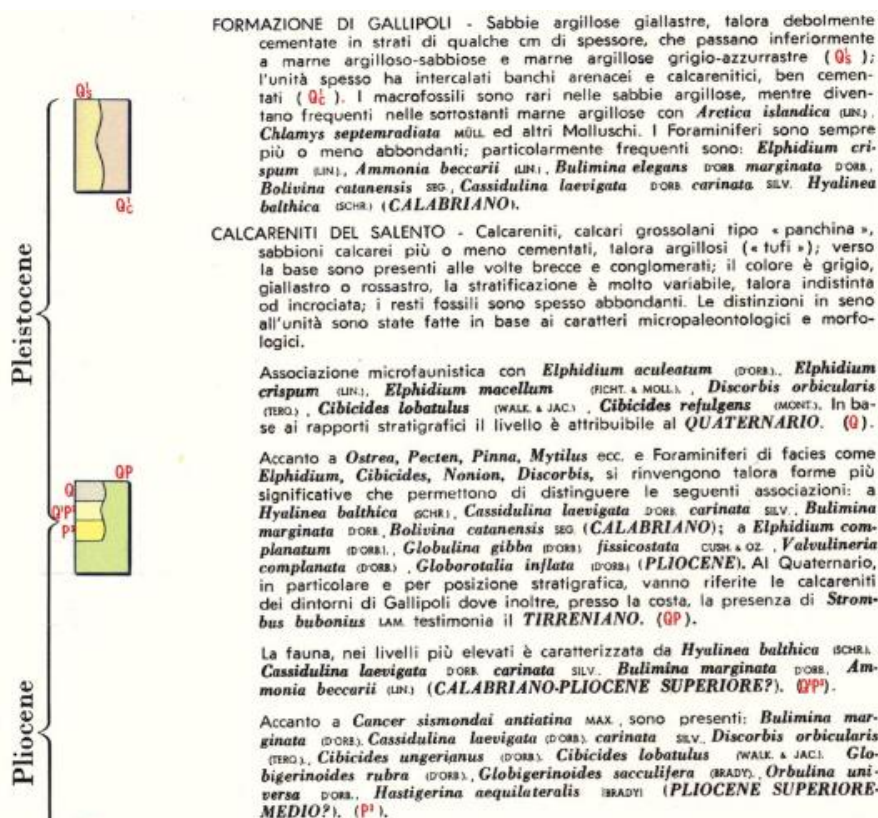 FORMAZIONE DI GALLIPOLI - Sabbie argillose giallastre, talora debolmente
cementate in strati di qualche cm di spessore, che passano inferiormente
a marne argilloso-sabbiose e marne argillose grigio-azzurrastre (Q¹s);
l'unità spesso ha intercalati banchi arenacei e calcarenitici, ben cemen-
tati (Q¹c). I macrofossili sono rari nelle sabbie argillose, mentre diven-
tano frequenti nelle sottostanti marne argillose con Arctica islandica (LIN.),
Chlamys septemradiata MÜLL ed altri Molluschi. I Foraminiferi sono sempre
più o meno abbondanti; particolarmente frequenti sono: Elphidium cri-
spum (LIN.), Ammonia beccarii (LIN.), Bulimina elegans D'ORB. marginata D'ORB.,
Bolivina catanensis SEG., Cassidulina laevigata D'ORB. carinata SILV. Hyalinea
balthica (SCHR.) (CALABRIANO).
CALCARENITI DEL SALENTO - Calcareniti, calcari grossolani tipo « panchina »,
sabbioni calcarei più o meno cementati, talora argillosi (« tufi »); verso
la base sono presenti alle volte brecce e conglomerati; il colore è grigio,
giallastro o rossastro, la stratificazione è molto variabile, talora indistinta
od incrociata; i resti fossili sono spesso abbondanti. Le distinzioni in seno
all'unità sono state fatte in base ai caratteri micropaleontologici e morfo-
logici.
Associazione microfaunistica con Elphidium aculeatum (D'ORB.), Elphidium
crispum (LIN.), Elphidium macellum (FICHT. & MOLL.), Discorbis orbicularis
(TERQ.), Cibicides lobatulus (WALK. & JAC.), Cibicides refulgens (MONT.). In ba-
se ai rapporti stratigrafici il livello è attribuibile al QUATERNARIO. (Q).
Accanto a Ostrea, Pecten, Pinna, Mytilus ecc. e Foraminiferi di facies come
Elphidium, Cibicides, Nonion, Discorbis, si rinvengono talora forme più
significative che permettono di distinguere le seguenti associazioni: a
Hyalinea balthica (SCHR.), Cassidulina laevigata D'ORB. carinata SILV., Bulimina
marginata D'ORB., Bolivina catanensis SEG. (CALABRIANO); a Elphidium com-
planatum (D'ORB.), Globulina gibba (D'ORB.) fissicostata CUSH. & OZ., Valvulineria
complanata (D'ORB.), Globorotalia inflata (D'ORB.) (PLIOCENE). Al Quaternario,
in particolare e per posizione stratigrafica, vanno riferite le calcareniti
dei dintorni di Gallipoli dove inoltre, presso la costa, la presenza di Strom-
bus bubonius LAM. testimonia il TIRRENIANO. (QP).
La fauna, nei livelli più elevati è caratterizzata da Hyalinea balthica (SCHR.),
Cassidulina laevigata D'ORB. carinata SILV., Bulimina marginata D'ORB., Am-
monia beccarii (LIN.) (CALABRIANO-PLIOCENE SUPERIORE?). (Q¹P³).
Accanto a Cancer sismondai antiatina MAX., sono presenti: Bulimina mar-
ginata (D'ORB.), Cassidulina laevigata (D'ORB.) carinata SILV., Discorbis orbicularis
(TERQ.), Cibicides ungerianus (D'ORB.), Cibicides lobatulus (WALK. & JAC.), Glo-
bigerinoides rubra (D'ORB.), Globigerinoides sacculifera (BRADY), Orbulina uni-
versa D'ORB., Hastigerina aequilateralis (BRADY) (PLIOCENE SUPERIORE-
MEDIO?). (P³).
Q¹s
Q¹c
Pleistocene
QP
Q
Q¹P³
P³
Pliocene